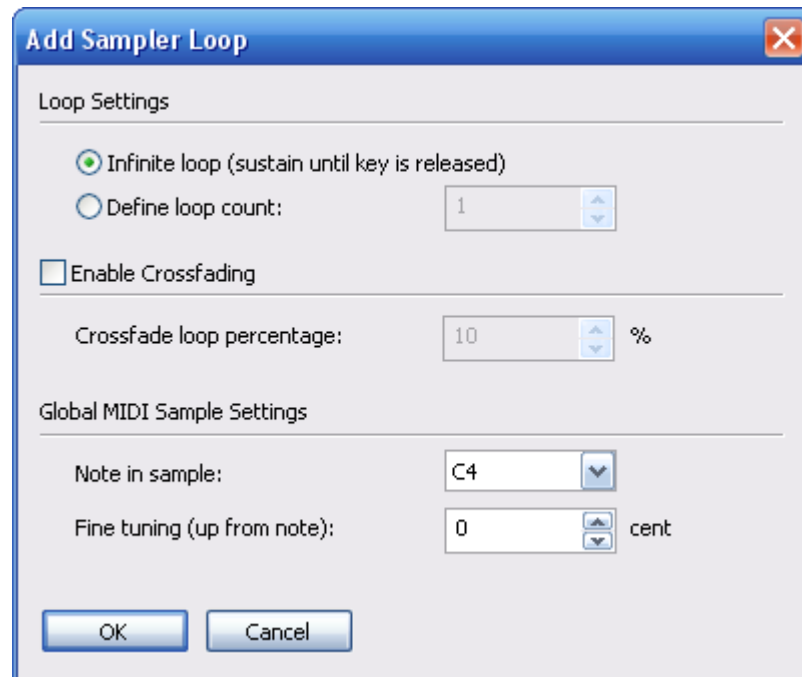 Add Sampler Loop
Loop Settings
Infinite loop (sustain until key is released)
Define loop count: 1
Enable Crossfading
Crossfade loop percentage: 10 %
Global MIDI Sample Settings
Note in sample: C4
Fine tuning (up from note): 0 cent
OK Cancel